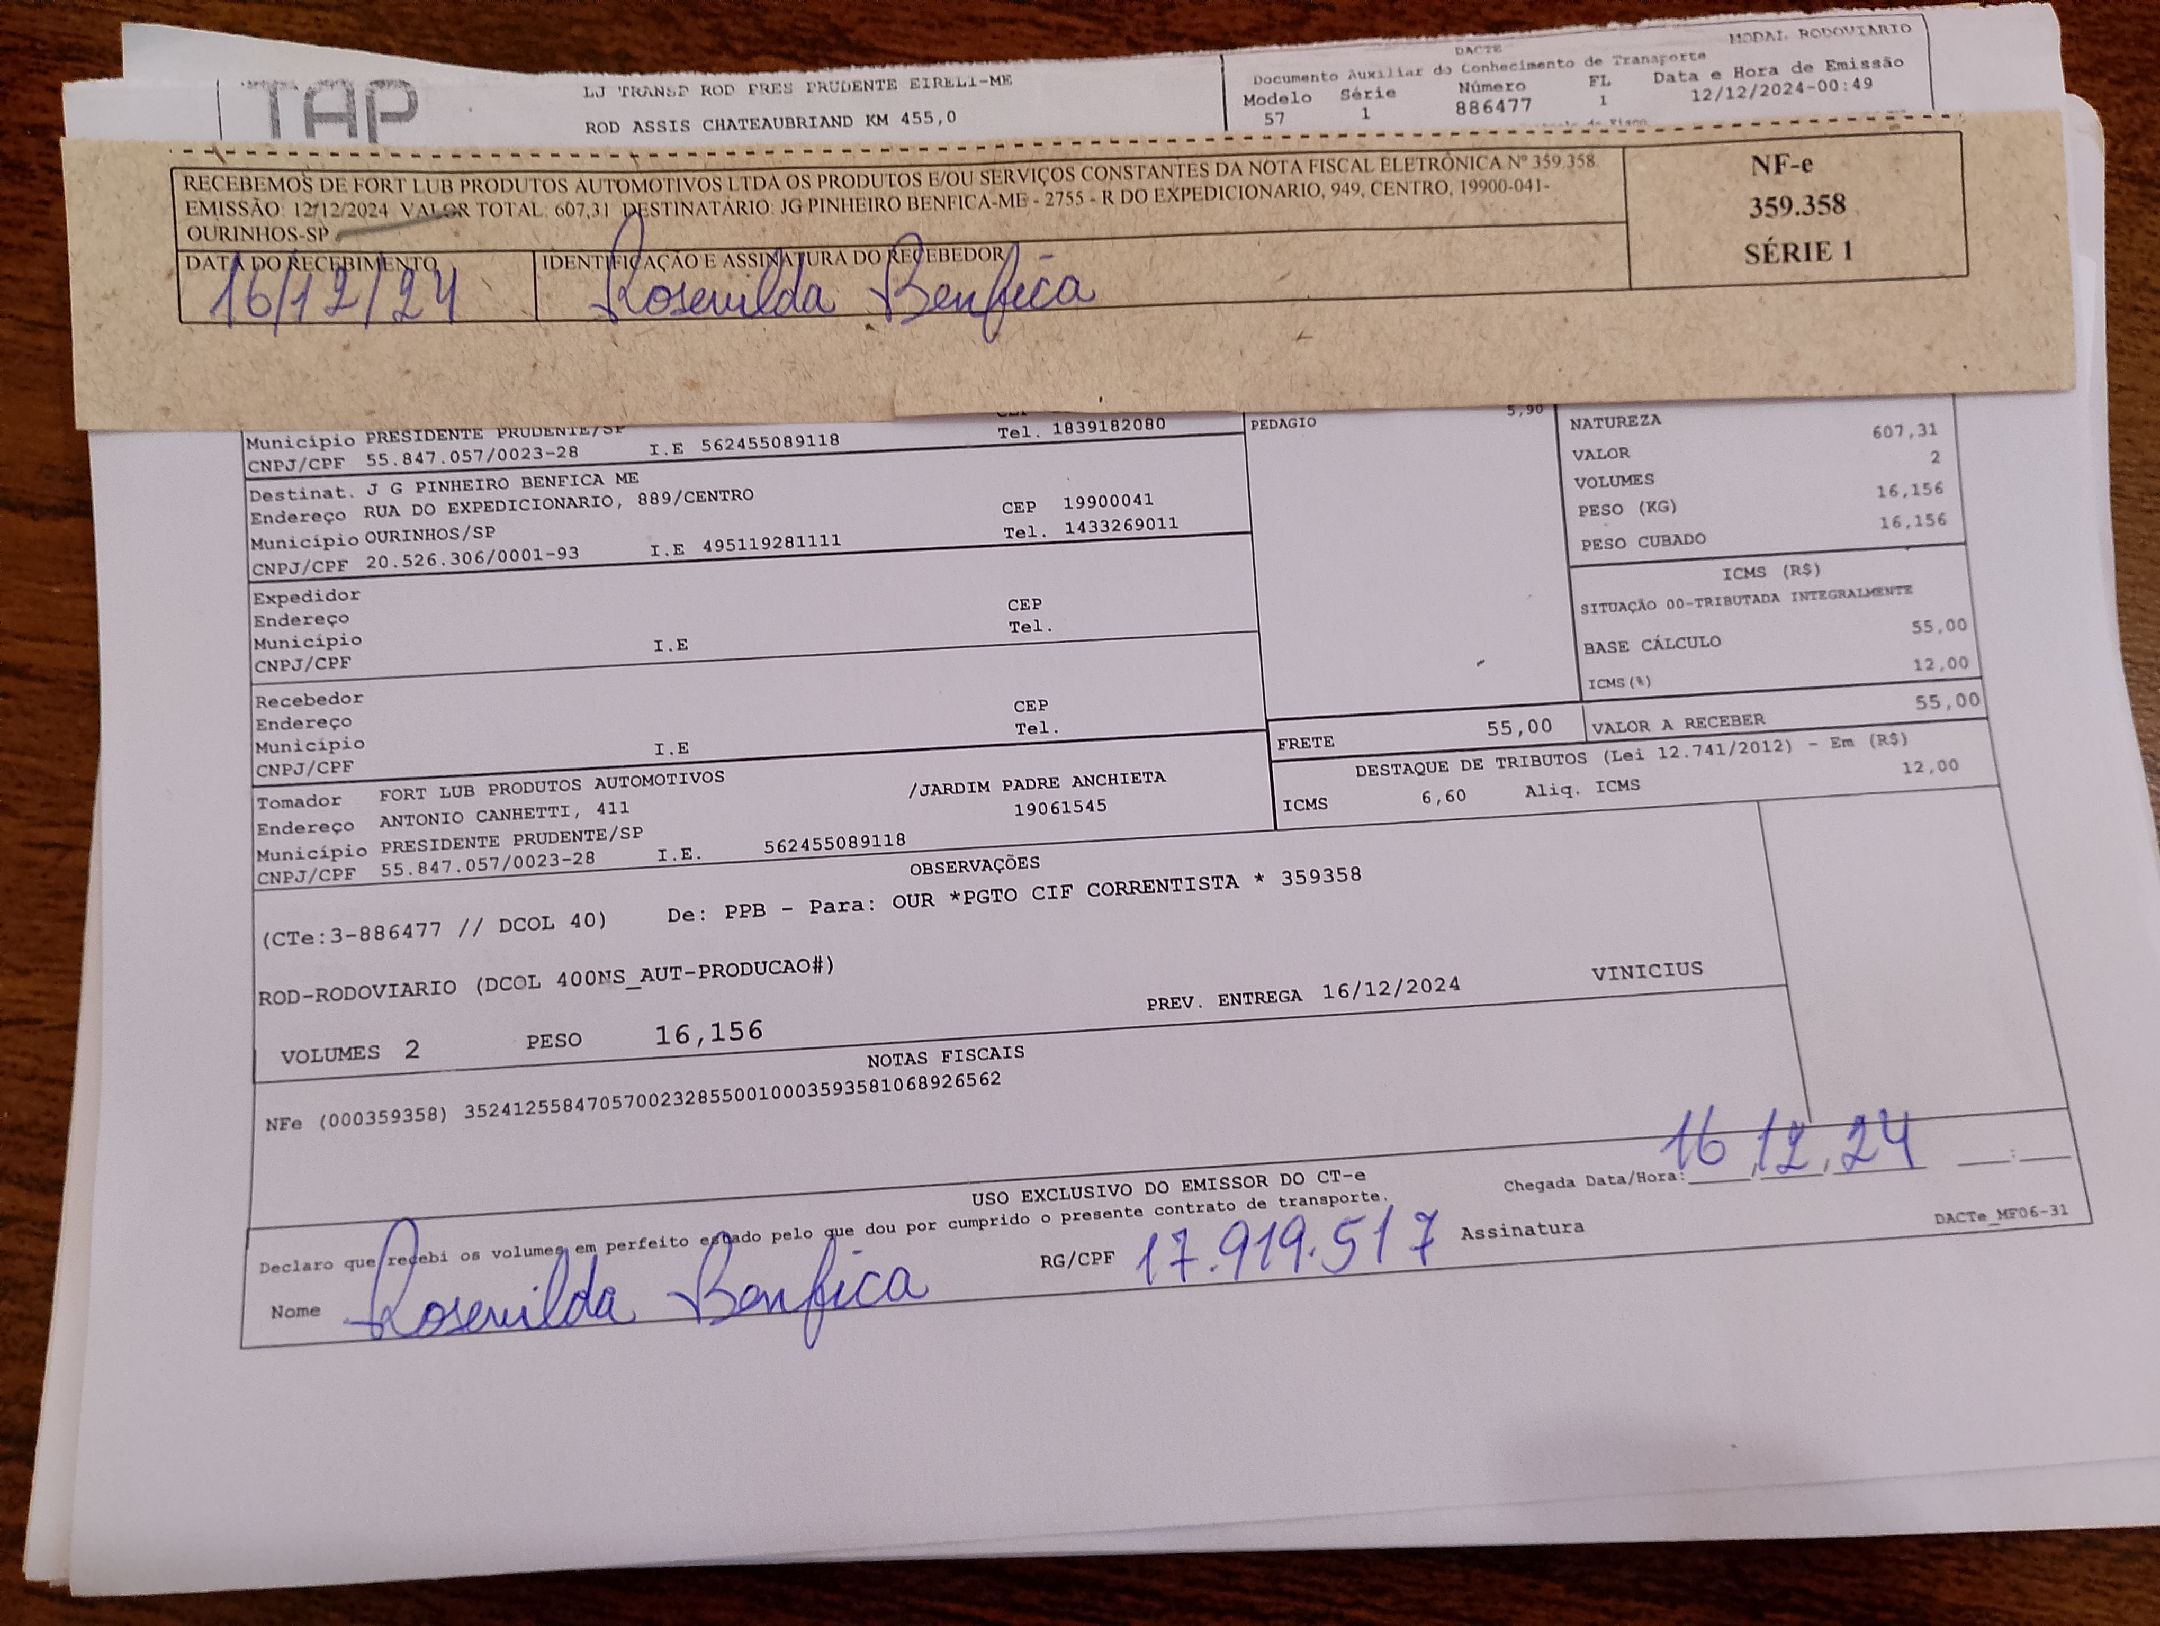 TAP
LJ TRANSP ROD PRES PRUDENTE EIRELI-ME
ROD ASSIS CHATEAUBRIAND KM 455,0
DACTE
MODAL RODOVIARIO
Documento Auxiliar do Conhecimento de Transporte
Modelo Série Número FL Data e Hora de Emissão
57 1 886477 1 12/12/2024-00:49
RECEBEMOS DE FORT LUB PRODUTOS AUTOMOTIVOS LTDA OS PRODUTOS E/OU SERVIÇOS CONSTANTES DA NOTA FISCAL ELETRÔNICA Nº 359.358
EMISSÃO: 12/12/2024 VALOR TOTAL: 607,31 DESTINATÁRIO: JG PINHEIRO BENFICA-ME - 2755 - R DO EXPEDICIONARIO, 949, CENTRO, 19900-041-
OURINHOS-SP
DATA DO RECEBIMENTO
16/12/24
IDENTIFICAÇÃO E ASSINATURA DO RECEBEDOR
Rosenilda Benfica
NF-e
359.358
SÉRIE 1
Município PRESIDENTE PRUDENTE/SP
CNPJ/CPF 55.847.057/0023-28 I.E 562455089118 Tel. 1839182080
Destinat. J G PINHEIRO BENFICA ME
Endereço RUA DO EXPEDICIONARIO, 889/CENTRO CEP 19900041
Município OURINHOS/SP Tel. 1433269011
CNPJ/CPF 20.526.306/0001-93 I.E 495119281111
Expedidor
Endereço CEP
Município Tel.
CNPJ/CPF I.E
Recebedor
Endereço CEP
Município Tel.
CNPJ/CPF I.E
Tomador FORT LUB PRODUTOS AUTOMOTIVOS
Endereço ANTONIO CANHETTI, 411 /JARDIM PADRE ANCHIETA
Município PRESIDENTE PRUDENTE/SP 19061545
CNPJ/CPF 55.847.057/0023-28 I.E. 562455089118
PEDAGIO 5,90
NATUREZA
VALOR 607,31
VOLUMES 2
PESO (KG) 16,156
PESO CUBADO 16,156
ICMS (R$)
SITUAÇÃO 00-TRIBUTADA INTEGRALMENTE
BASE CÁLCULO 55,00
ICMS(%) 12,00
FRETE 55,00 VALOR A RECEBER 55,00
DESTAQUE DE TRIBUTOS (Lei 12.741/2012) - Em (R$)
ICMS 6,60 Aliq. ICMS 12,00
OBSERVAÇÕES
(CTe:3-886477 // DCOL 40) De: PPB - Para: OUR *PGTO CIF CORRENTISTA * 359358
ROD-RODOVIARIO (DCOL 400NS_AUT-PRODUCAO#)
PREV. ENTREGA 16/12/2024 VINICIUS
VOLUMES 2 PESO 16,156
NOTAS FISCAIS
NFe (000359358) 35241255847057002328550010003593581068926562
USO EXCLUSIVO DO EMISSOR DO CT-e
Chegada Data/Hora: 16 12 24 :
Declaro que recebi os volumes em perfeito estado pelo que dou por cumprido o presente contrato de transporte.
Nome Rosenilda Benfica RG/CPF 17.919.517 Assinatura
DACTe_MF06-31